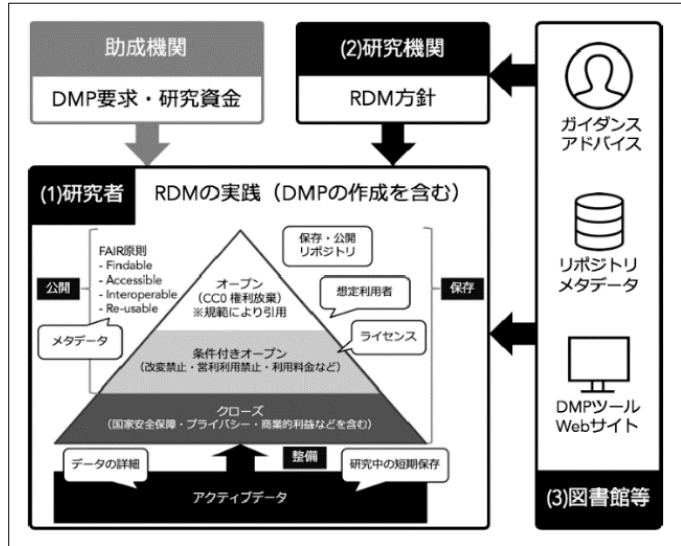 助成機関
DMP要求・研究資金
(2)研究機関
RDM方針
ガイダンス
アドバイス
リポジトリ
メタデータ
DMPツール
Webサイト
(3)図書館等
(1)研究者
RDMの実践（DMPの作成を含む）
FAIR原則
- Findable
- Accessible
- Interoperable
- Re-usable
公開
メタデータ
保存・公開
リポジトリ
オープン
（CC0 権利放棄）
※規範により引用
想定利用者
保存
ライセンス
条件付きオープン
（改変禁止・営利利用禁止・利用料金など）
クローズ
（国家安全保障・プライバシー・商業的利益などを含む）
データの詳細
整備
研究中の短期保存
アクティブデータ